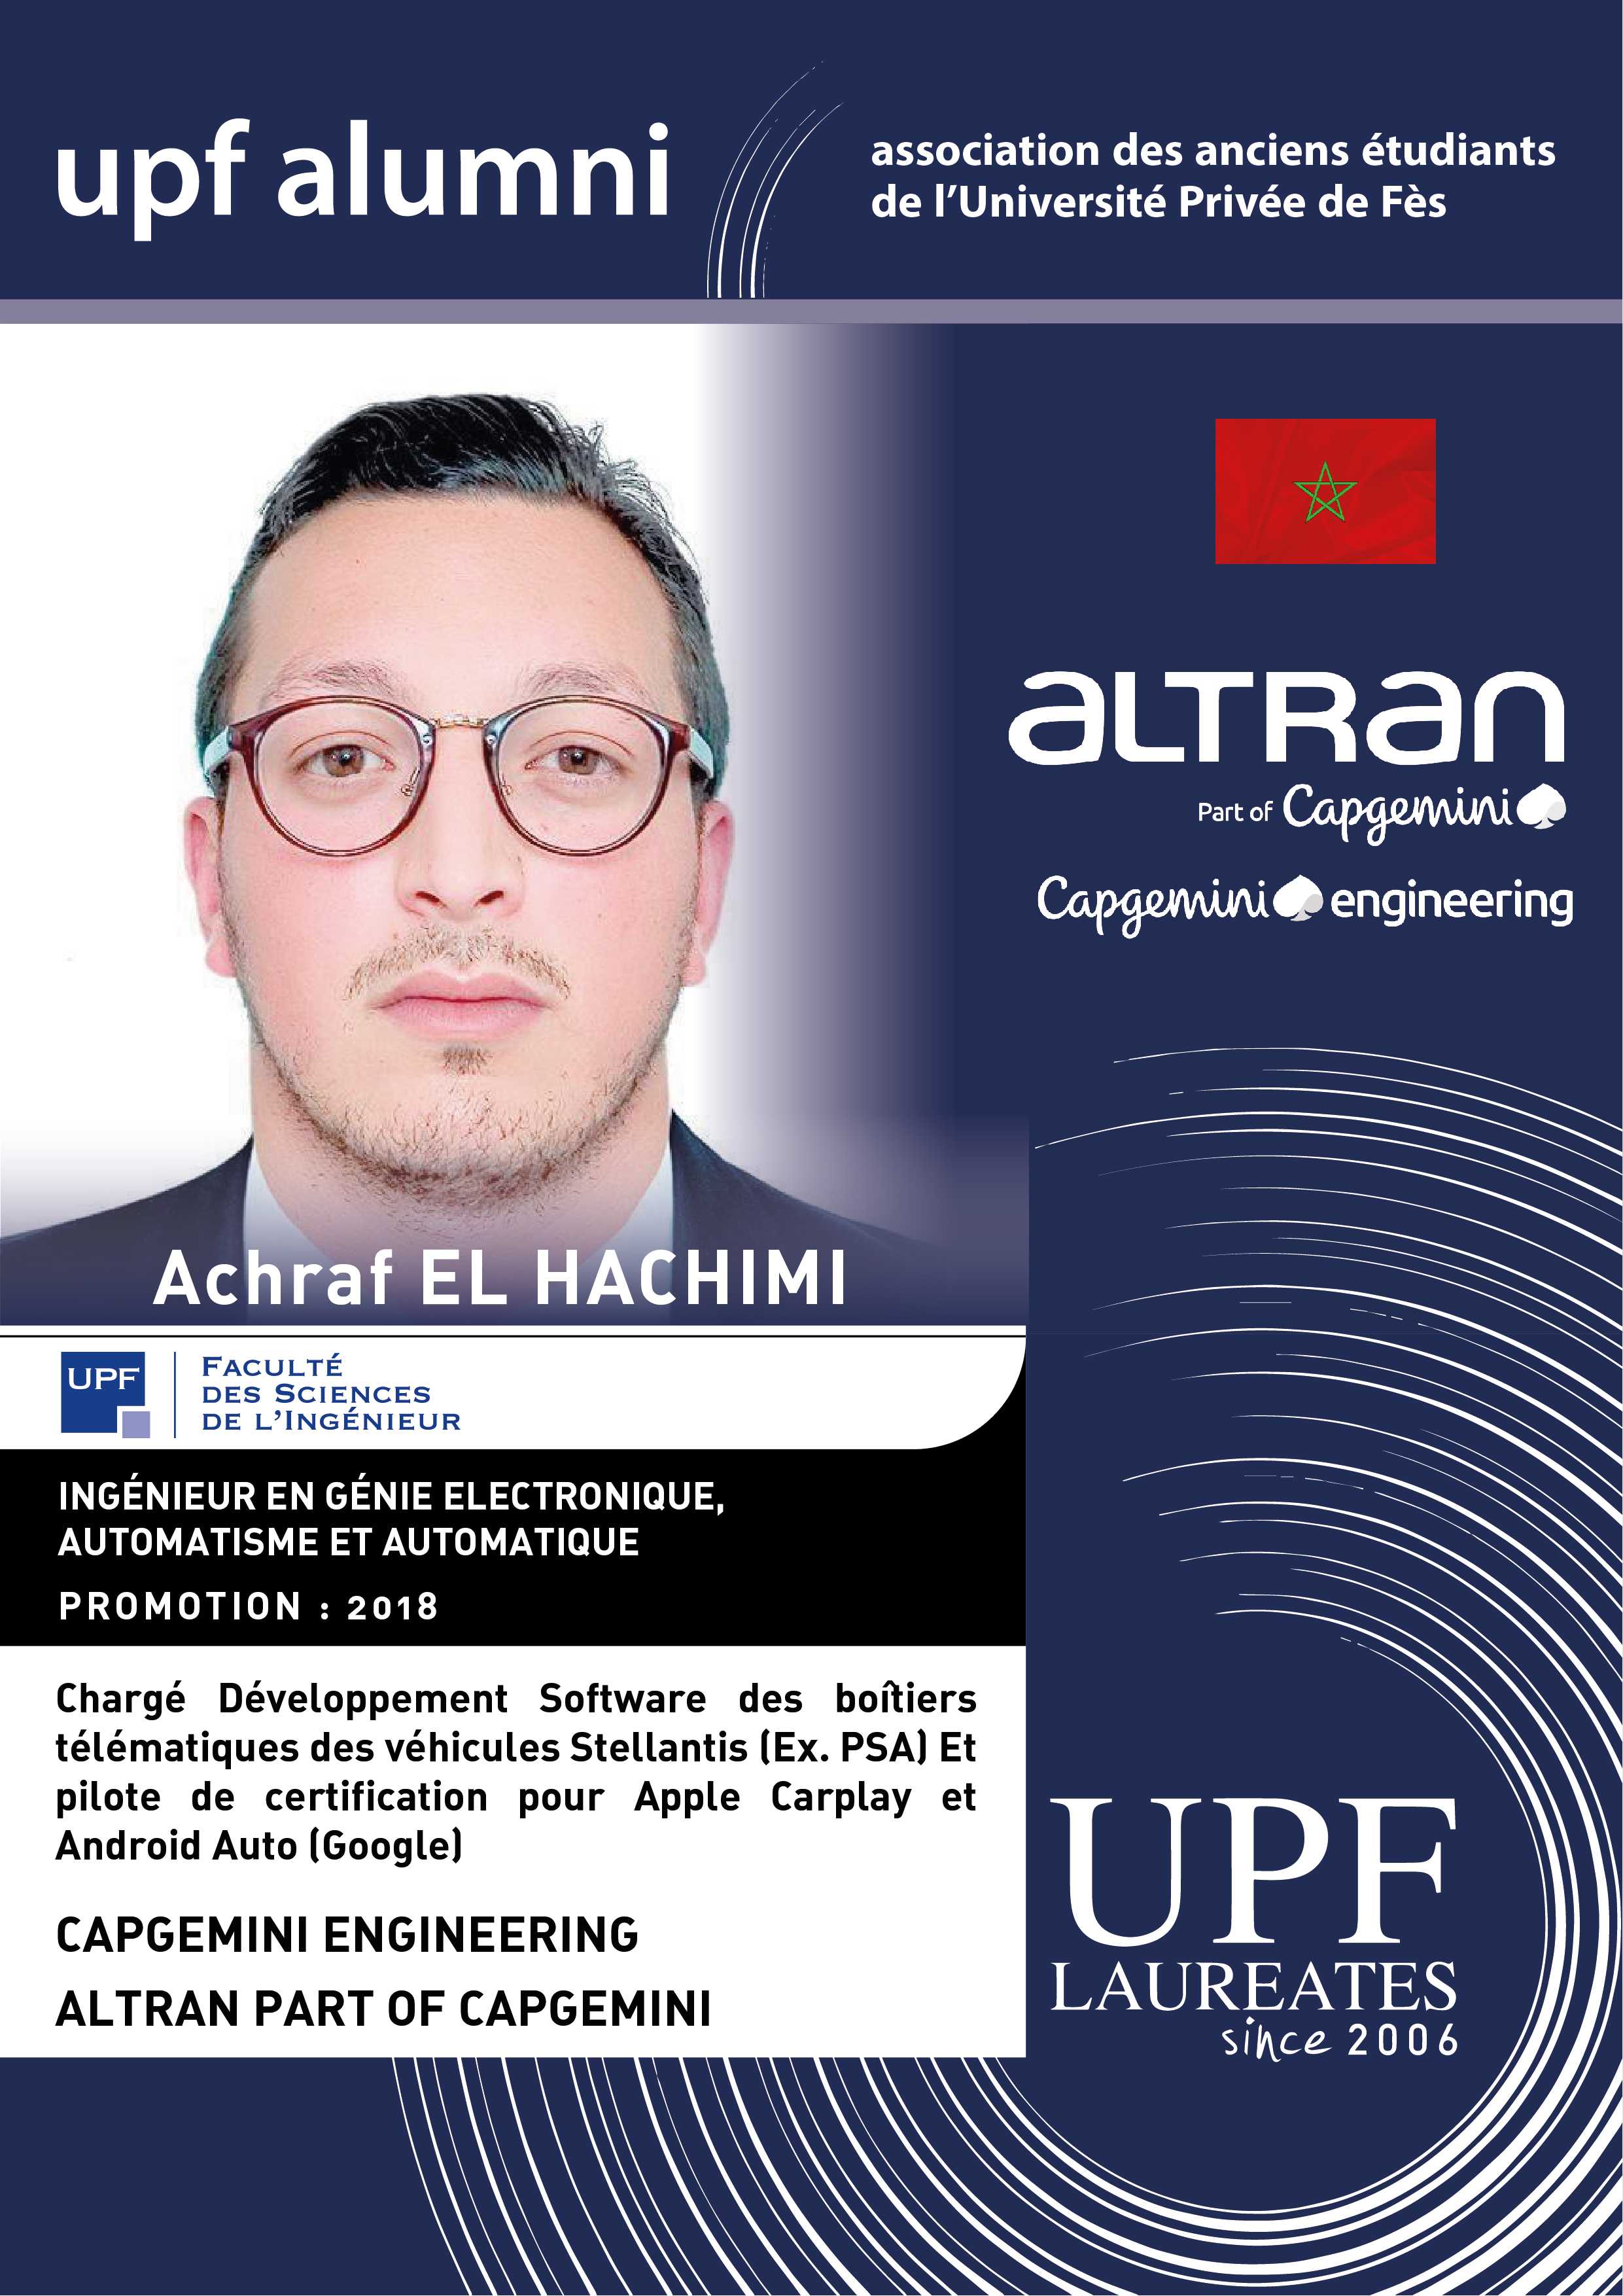 upf alumni
association des anciens étudiants
de l'Université Privée de Fès
ALTRAN
Part of Capgemini
Capgemini engineering
Achraf EL HACHIMI
UPF
FACULTÉ
DES SCIENCES
DE L'INGÉNIEUR
INGÉNIEUR EN GÉNIE ELECTRONIQUE,
AUTOMATISME ET AUTOMATIQUE
PROMOTION : 2018
Chargé Développement Software des boîtiers
télématiques des véhicules Stellantis (Ex. PSA) Et
pilote de certification pour Apple Carplay et
Android Auto (Google)
CAPGEMINI ENGINEERING
ALTRAN PART OF CAPGEMINI
UPF
LAUREATES
since 2006